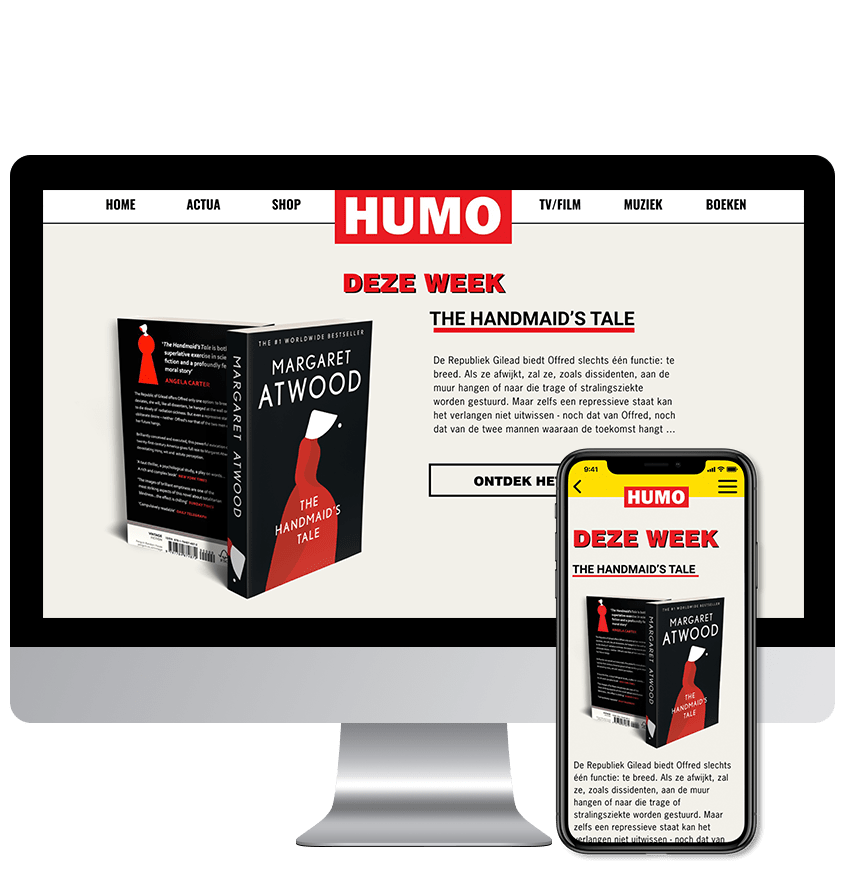 HOME ACTUA SHOP HUMO TV/FILM MUZIEK BOEKEN
DEZE WEEK
THE HANDMAID'S TALE
De Republiek Gilead biedt Offred slechts één functie: te
breed. Als ze afwijkt, zal ze, zoals dissidenten, aan de
muur hangen of naar die trage of stralingsziekte
worden gestuurd. Maar zelfs een repressieve staat kan
het verlangen niet uitwissen - noch dat van Offred, noch
dat van de twee mannen waaraan de toekomst hangt ...
ONTDEK HE
'The Handmaid's Tale is bot
superlative exercise in scie
fiction and a profoundly fe
moral story'
ANGELA CARTER
VINTAGE
MARGARET ATWOOD
THE #1 WORLDWIDE BESTSELLER
MARGARET
ATWOOD
THE
HANDMAID'S
TALE
9:41
HUMO
DEZE WEEK
THE HANDMAID'S TALE
MARGARET ATWOOD
THE #1 WORLDWIDE BESTSELLER
MARGARET
ATWOOD
THE
HANDMAID'S
TALE
De Republiek Gilead biedt Offred slechts
één functie: te breed. Als ze afwijkt, zal
ze, zoals dissidenten, aan de muur
hangen of naar die trage of
stralingsziekte worden gestuurd. Maar
zelfs een repressieve staat kan het
verlangen niet uitwissen - noch dat van